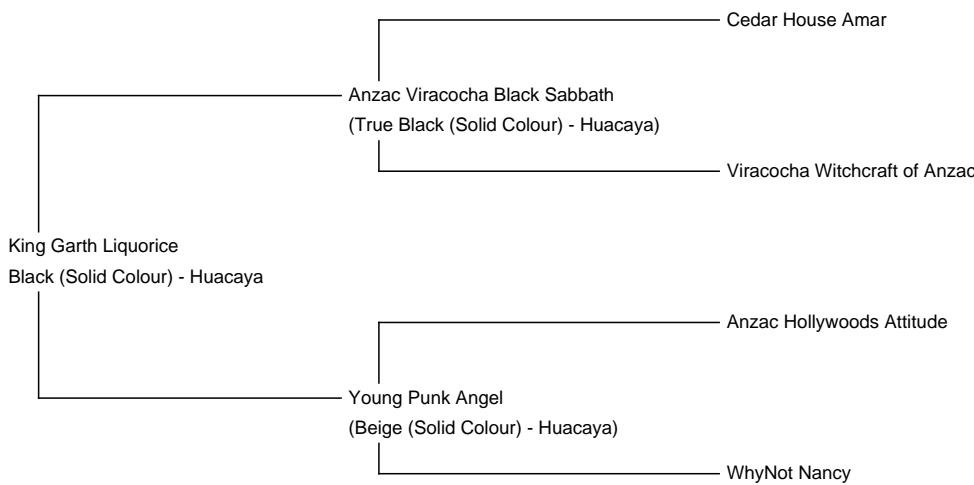 Cedar House Amar
Anzac Viracocha Black Sabbath
(True Black (Solid Colour) - Huacaya)
Viracocha Witchcraft of Anzac
King Garth Liquorice
Black (Solid Colour) - Huacaya
Anzac Hollywoods Attitude
Young Punk Angel
(Beige (Solid Colour) - Huacaya)
WhyNot Nancy